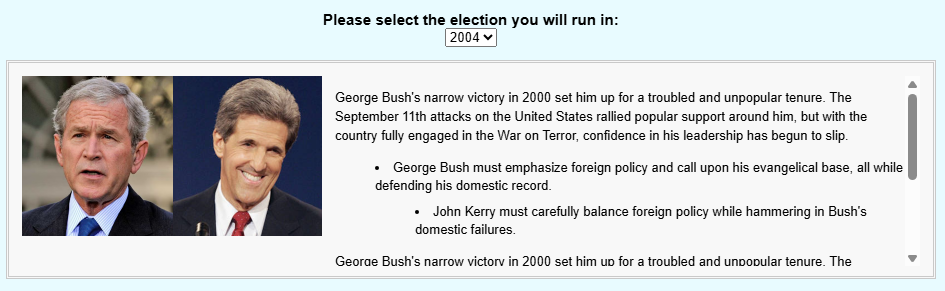 Please select the election you will run in:
2004
George Bush's narrow victory in 2000 set him up for a troubled and unpopular tenure. The
September 11th attacks on the United States rallied popular support around him, but with the
country fully engaged in the War on Terror, confidence in his leadership has begun to slip.
• George Bush must emphasize foreign policy and call upon his evangelical base, all while
defending his domestic record.
• John Kerry must carefully balance foreign policy while hammering in Bush's
domestic failures.
George Bush's narrow victory in 2000 set him up for a troubled and unpopular tenure. The